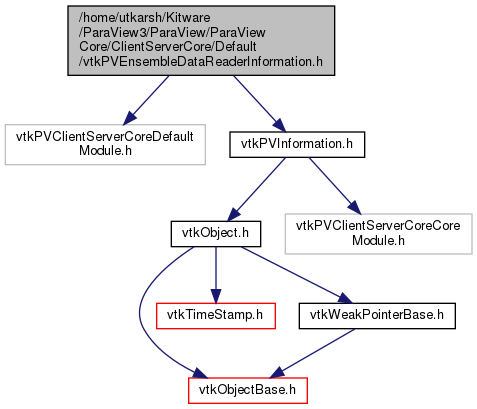 /home/utkarsh/Kitware
/ParaView3/ParaView/ParaView
Core/ClientServerCore/Default
/vtkPVEnsembleDataReaderInformation.h
vtkPVClientServerCoreDefault
Module.h
vtkPVInformation.h
vtkObject.h
vtkPVClientServerCoreCore
Module.h
vtkTimeStamp.h
vtkWeakPointerBase.h
vtkObjectBase.h